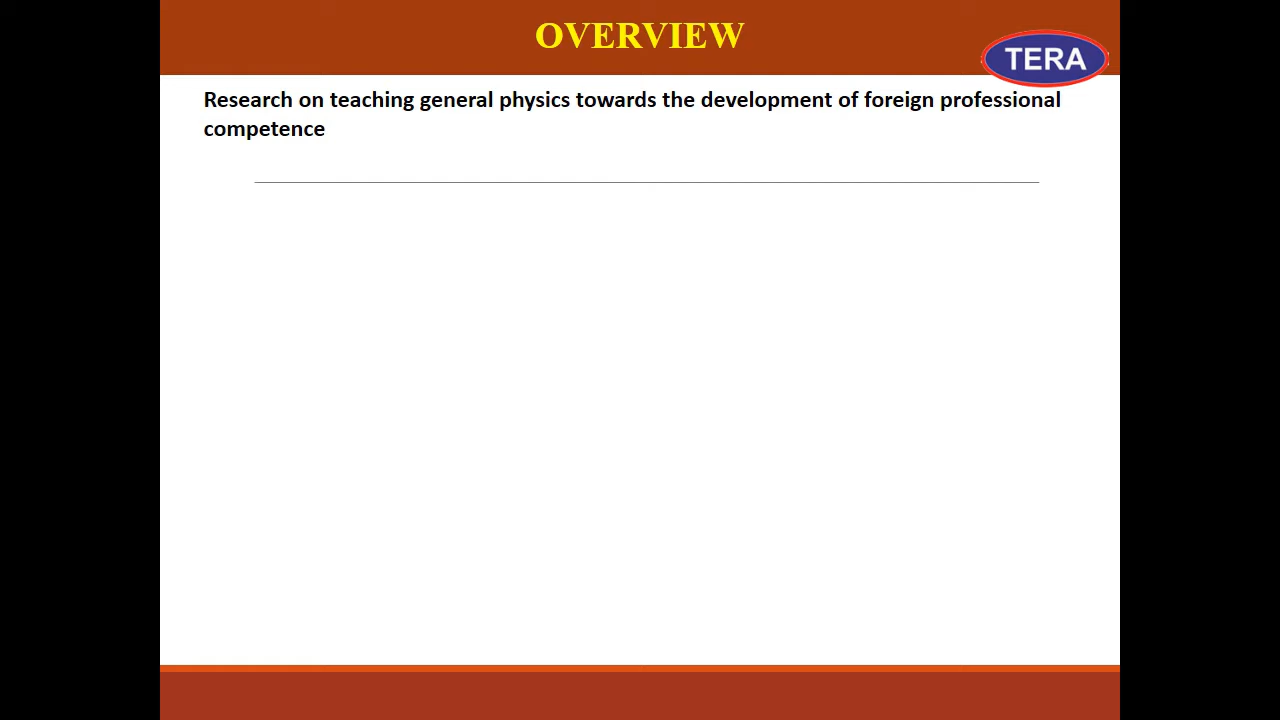 OVERVIEW
TERA
Research on teaching general physics towards the development of foreign professional
competence